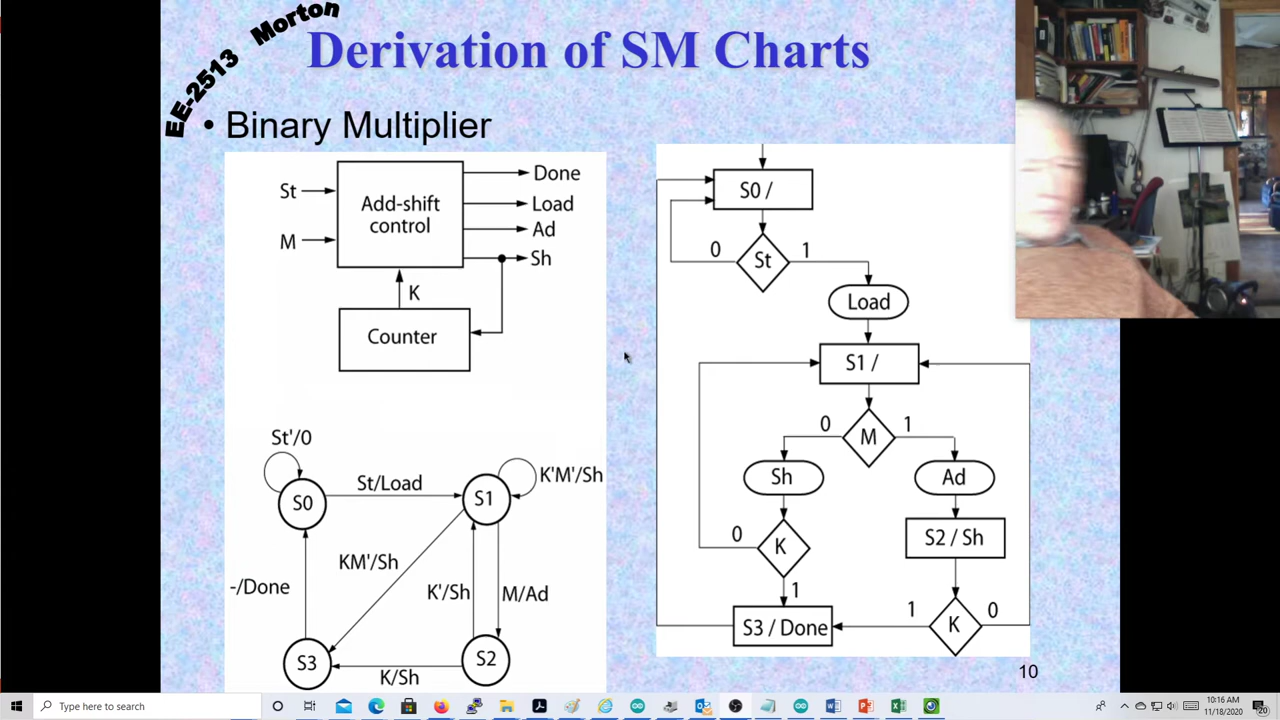 EE-2513 Morton
Derivation of SM Charts
• Binary Multiplier
St
M
Add-shift
control
Done
Load
Ad
Sh
K
Counter
St'/0
S0
St/Load
S1
K'M'/Sh
KM'/Sh
K'/Sh
M/Ad
-/Done
S3
K/Sh
S2
S0 /
0
St
1
Load
S1 /
0
M
1
Sh
Ad
0
K
1
S2 / Sh
S3 / Done
1
K
0
10
Type here to search
10:16 AM
11/18/2020
20